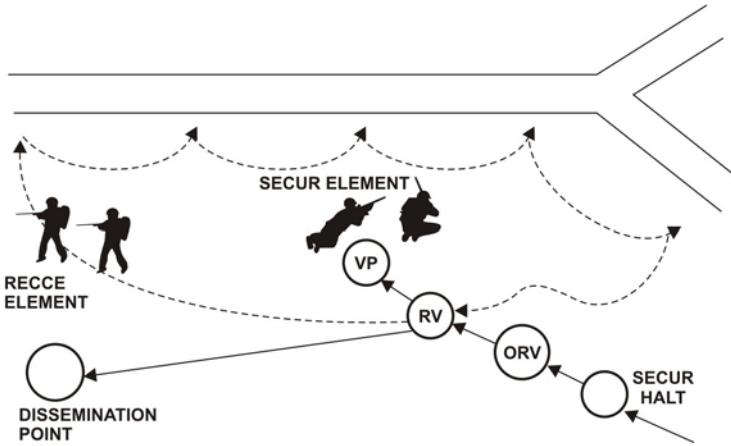 SECUR ELEMENT
VP
RECCE
ELEMENT
RV
ORV
SECUR
HALT
DISSEMINATION
POINT